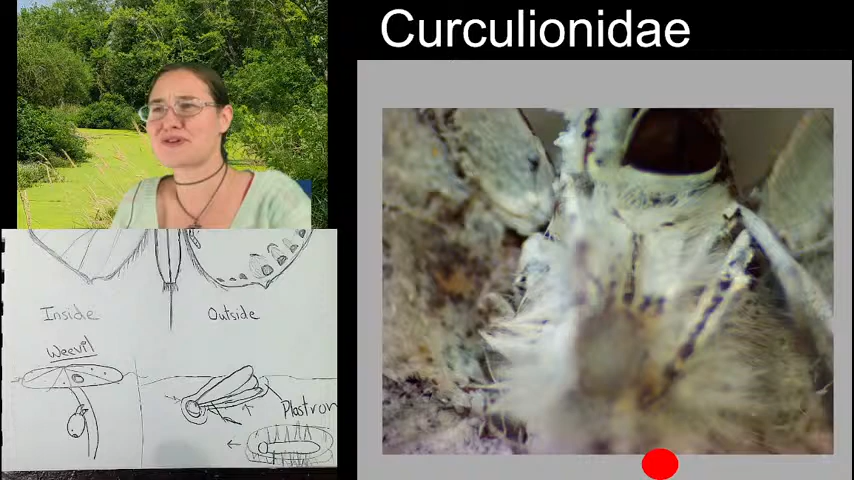 Curculionidae
Inside
Outside
Weevil
Plastron